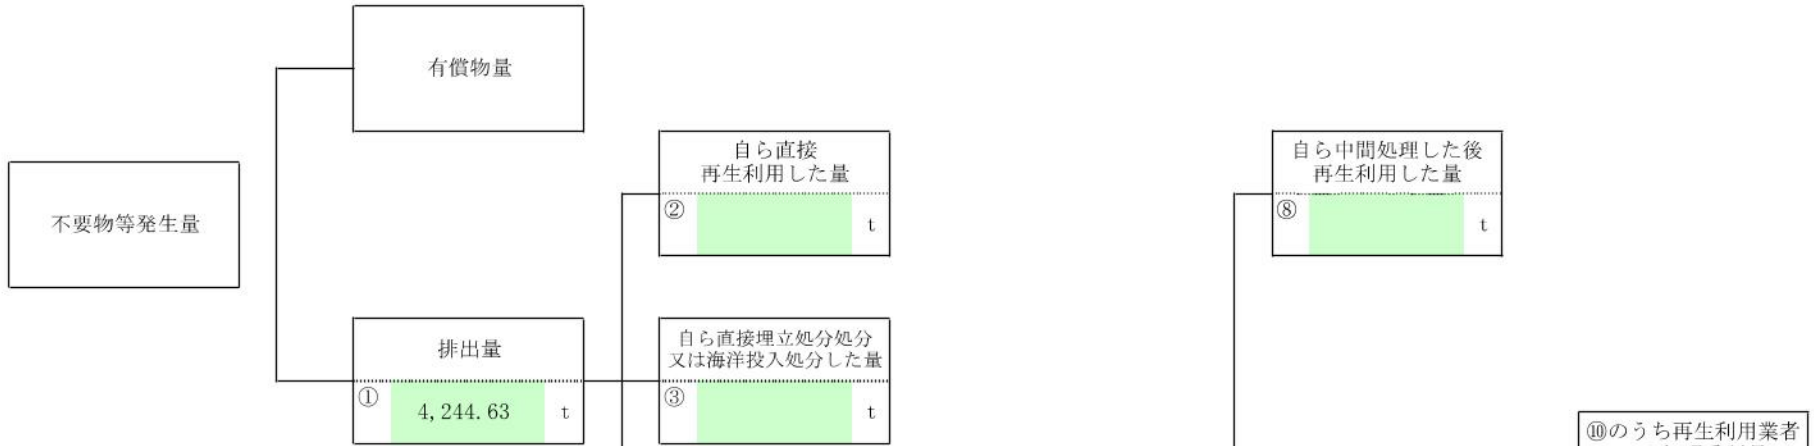 有償物量
自ら直接
再生利用した量
② t
自ら中間処理した後
再生利用した量
⑧ t
不要物等発生量
排出量
① 4,244.63 t
自ら直接埋立処分処分
又は海洋投入処分した量
③ t
⑩のうち再生利用業者